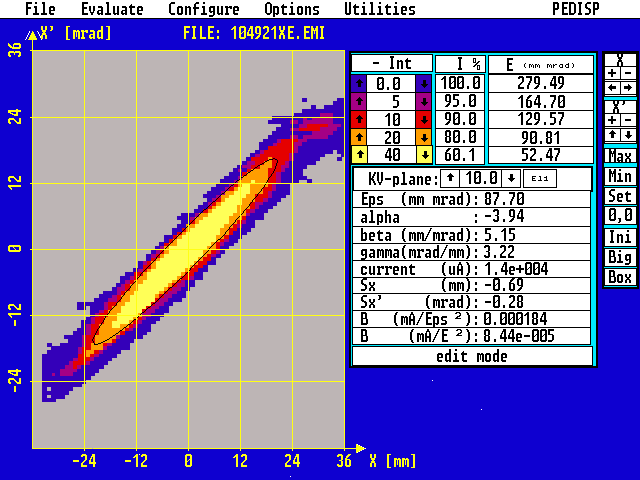 File Evaluate Configure Options Utilities PEDISP
X' [mrad] FILE: 104921XE.EMI
36
24
12
0
-12
-24
-24 -12 0 12 24 36 X [mm]
- Int I % E (mm mrad)
0.0 100.0 279.49
5 95.0 164.70
10 90.0 129.57
20 80.0 90.81
40 60.1 52.47
KV-plane: 10.0 Ell
Eps (mm mrad): 87.70
alpha : -3.94
beta (mm/mrad): 5.15
gamma(mrad/mm): 3.22
current (uA): 1.4e+004
Sx (mm): -0.69
Sx' (mrad): -0.28
B (mA/Eps ²): 0.000184
B (mA/E ²): 8.44e-005
edit mode
X
+ -
← →
X'
+ -
↑ ↓
Max
Min
Set
0,0
Ini
Big
Box